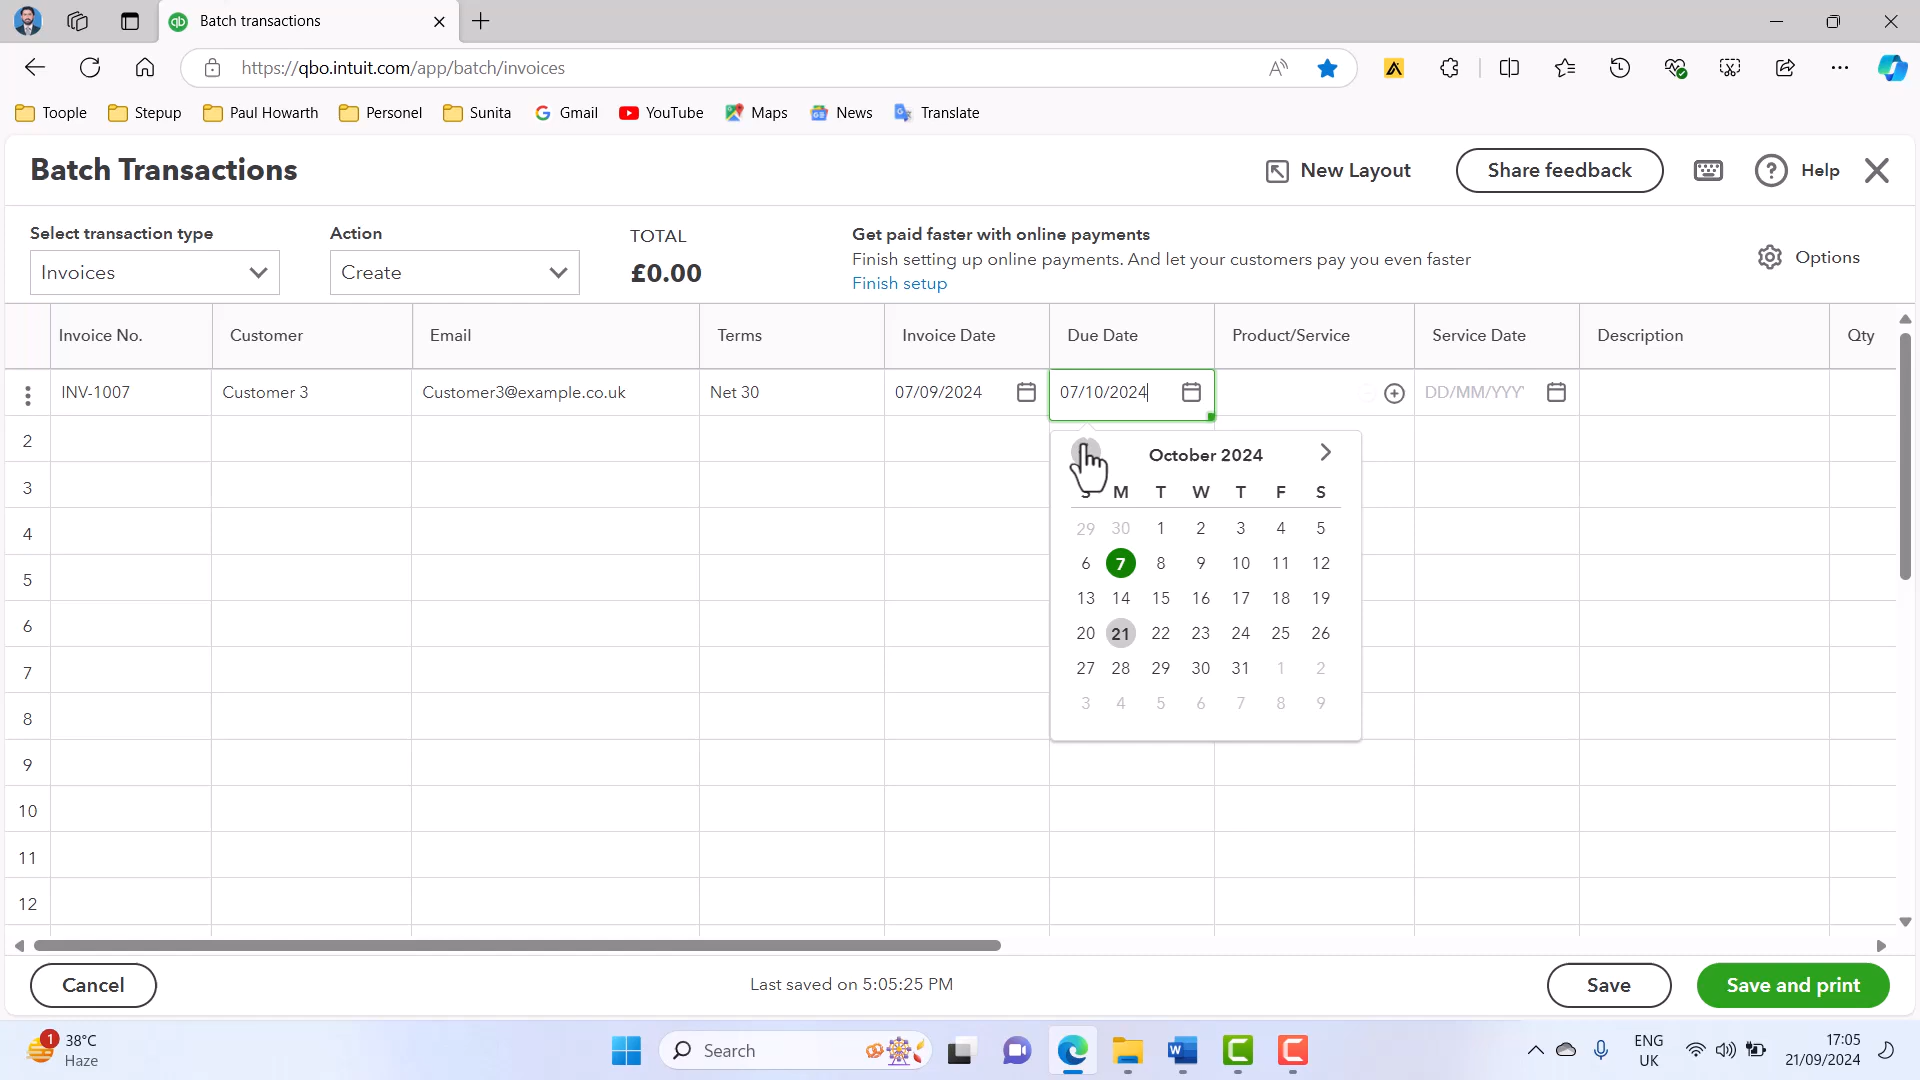 Batch transactions
https://qbo.intuit.com/app/batch/invoices
Toople Stepup Paul Howarth Personel Sunita Gmail YouTube Maps News Translate
Batch Transactions
New Layout
Share feedback
Help
Select transaction type
Action
TOTAL
Get paid faster with online payments
Invoices
Create
£0.00
Finish setting up online payments. And let your customers pay you even faster
Finish setup
Options
Invoice No. Customer Email Terms Invoice Date Due Date Product/Service Service Date Description Qty
INV-1007 Customer 3 Customer3@example.co.uk Net 30 07/09/2024 07/10/2024 DD/MM/YYY
2
3
4
5
6
7
8
9
10
11
12
October 2024
S M T W T F S
29 30 1 2 3 4 5
6 7 8 9 10 11 12
13 14 15 16 17 18 19
20 21 22 23 24 25 26
27 28 29 30 31 1 2
3 4 5 6 7 8 9
Cancel
Last saved on 5:05:25 PM
Save
Save and print
1
38°C
Haze
Search
ENG
UK
17:05
21/09/2024